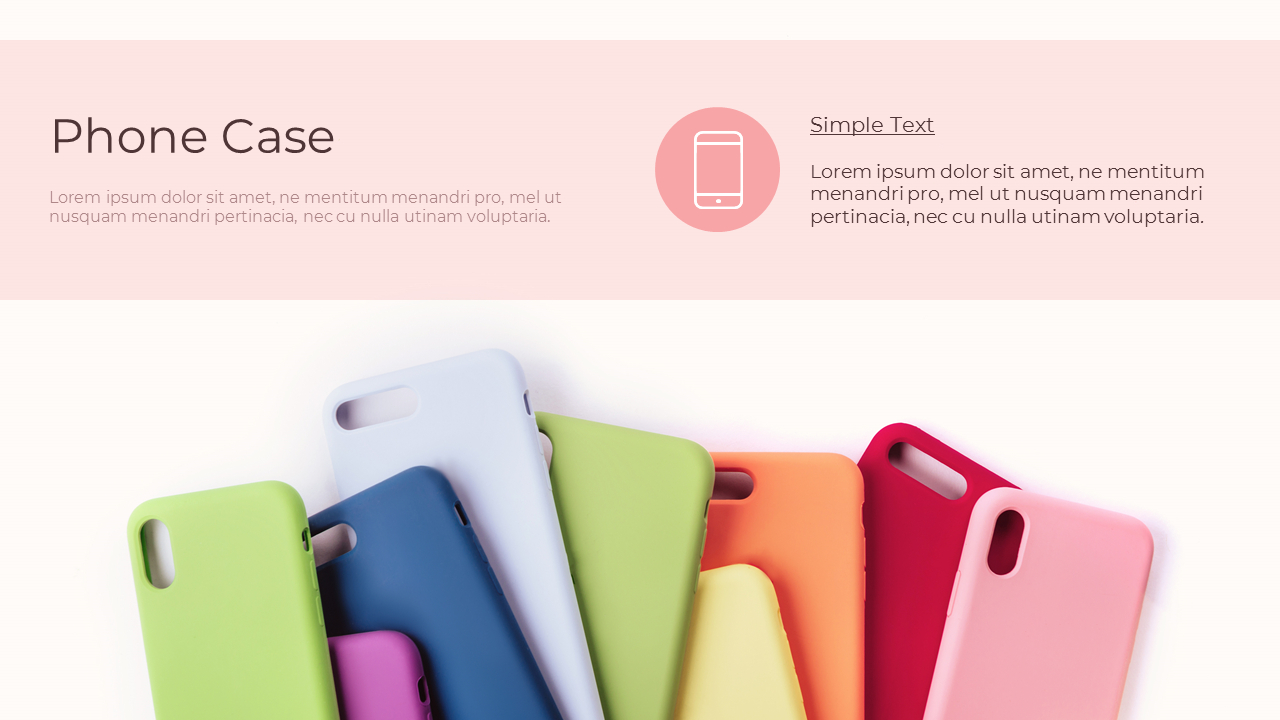 Phone Case
Lorem ipsum dolor sit amet, ne mentitum menandri pro, mel ut
nusquam menandri pertinacia, nec cu nulla utinam voluptaria.
Simple Text
Lorem ipsum dolor sit amet, ne mentitum
menandri pro, mel ut nusquam menandri
pertinacia, nec cu nulla utinam voluptaria.